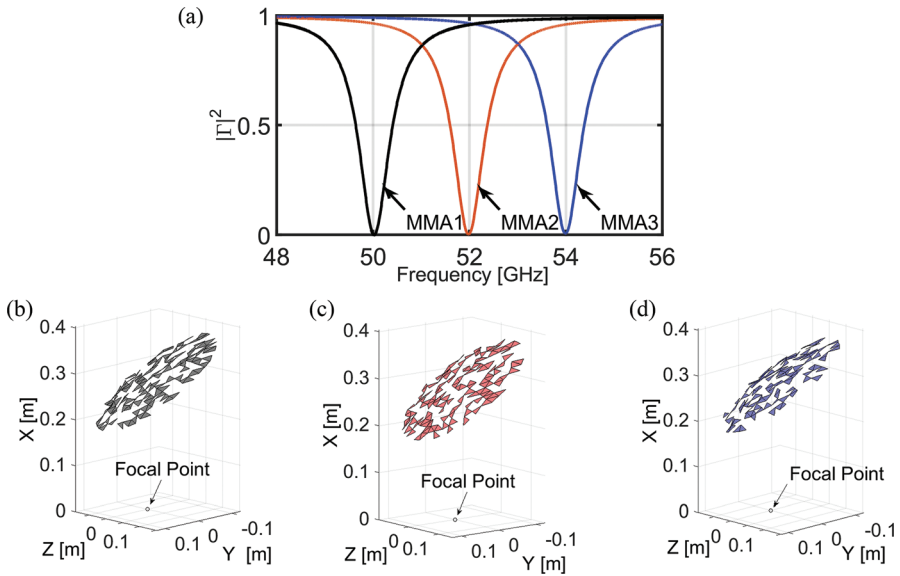 (a)
1
|Γ|²
0.5
MMA1
MMA2
MMA3
0
48
50
52
54
56
Frequency [GHz]
(b)
0.4
0.3
X [m]
0.2
0.1
0
Focal Point
0
Z [m]
0.1
0.1
0
-0.1
Y [m]
(c)
0.4
0.3
X [m]
0.2
0.1
0
Focal Point
0
Z [m]
0.1
0.1
0
-0.1
Y [m]
(d)
0.4
0.3
X [m]
0.2
0.1
0
Focal Point
0
Z [m]
0.1
0.1
0
-0.1
Y [m]